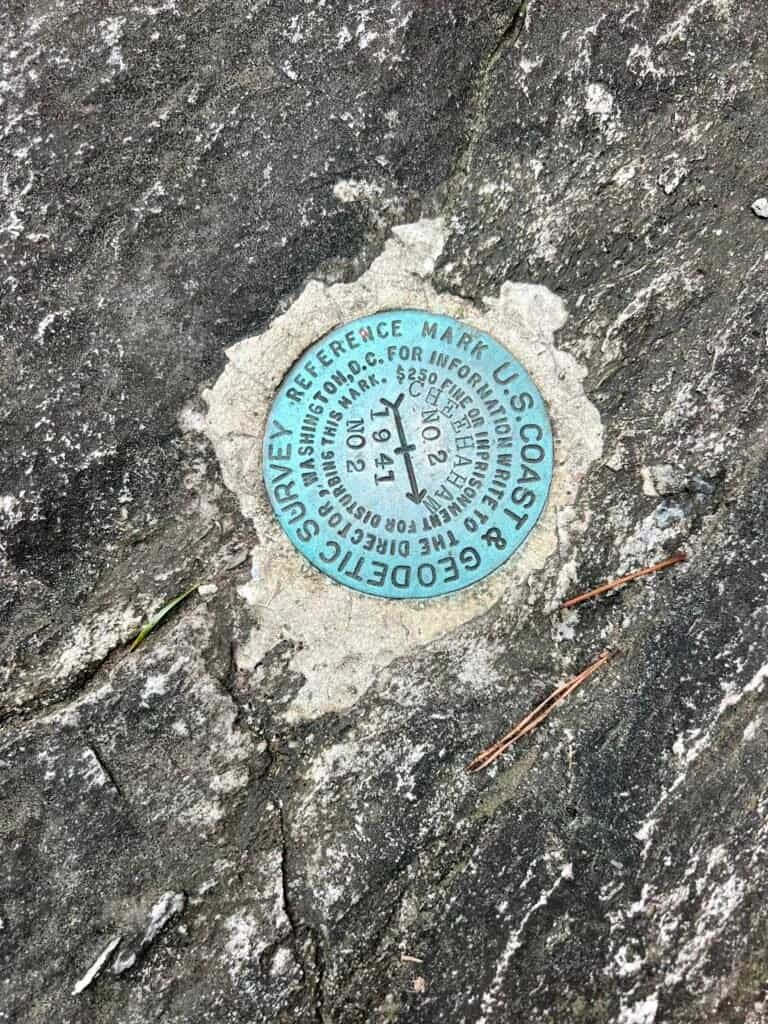 U.S. COAST & GEODETIC SURVEY
REFERENCE MARK
FOR INFORMATION WRITE TO THE DIRECTOR, WASHINGTON, D.C.
$250 FINE OR IMPRISONMENT FOR DISTURBING THIS MARK.
CHEEHAHAW
NO. 2
1941
NO 2